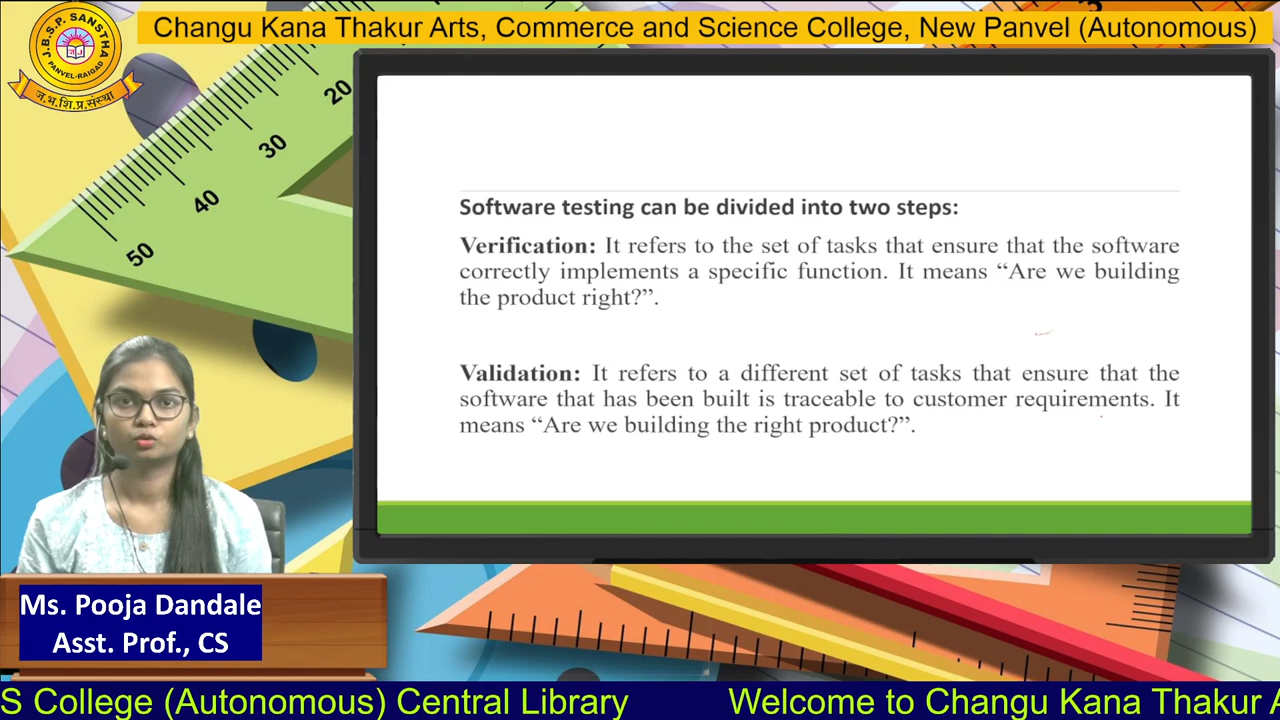 J.B.S.P. SANSTHA
PANVEL-RAIGAD
ज.भ.शि.प्र.संस्था
Changu Kana Thakur Arts, Commerce and Science College, New Panvel (Autonomous)
20
30
40
50
Software testing can be divided into two steps:
Verification: It refers to the set of tasks that ensure that the software
correctly implements a specific function. It means “Are we building
the product right?”.
Validation: It refers to a different set of tasks that ensure that the
software that has been built is traceable to customer requirements. It
means “Are we building the right product?”.
Ms. Pooja Dandale
Asst. Prof., CS
S College (Autonomous) Central Library Welcome to Changu Kana Thakur A